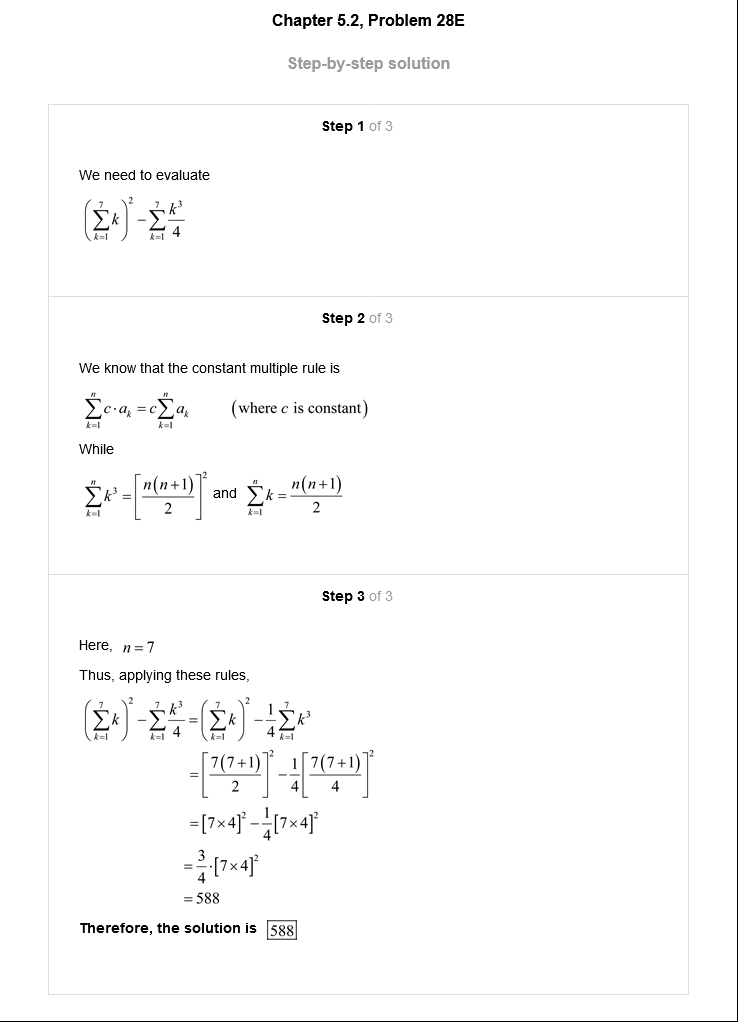 Chapter 5.2, Problem 28E
Step-by-step solution
Step 1 of 3
We need to evaluate
$\left(\sum_{k=1}^{7} k\right)^2 - \sum_{k=1}^{7} \frac{k^3}{4}$
Step 2 of 3
We know that the constant multiple rule is
$\sum_{k=1}^{n} c \cdot a_k = c \sum_{k=1}^{n} a_k$ (where $c$ is constant)
While
$\sum_{k=1}^{n} k^3 = \left[\frac{n(n+1)}{2}\right]^2$ and $\sum_{k=1}^{n} k = \frac{n(n+1)}{2}$
Step 3 of 3
Here, $n = 7$
Thus, applying these rules,
$\left(\sum_{k=1}^{7} k\right)^2 - \sum_{k=1}^{7} \frac{k^3}{4} = \left(\sum_{k=1}^{7} k\right)^2 - \frac{1}{4} \sum_{k=1}^{7} k^3$
$= \left[\frac{7(7+1)}{2}\right]^2 - \frac{1}{4}\left[\frac{7(7+1)}{4}\right]^2$
$= [7 \times 4]^2 - \frac{1}{4}[7 \times 4]^2$
$= \frac{3}{4} \cdot [7 \times 4]^2$
$= 588$
Therefore, the solution is 588